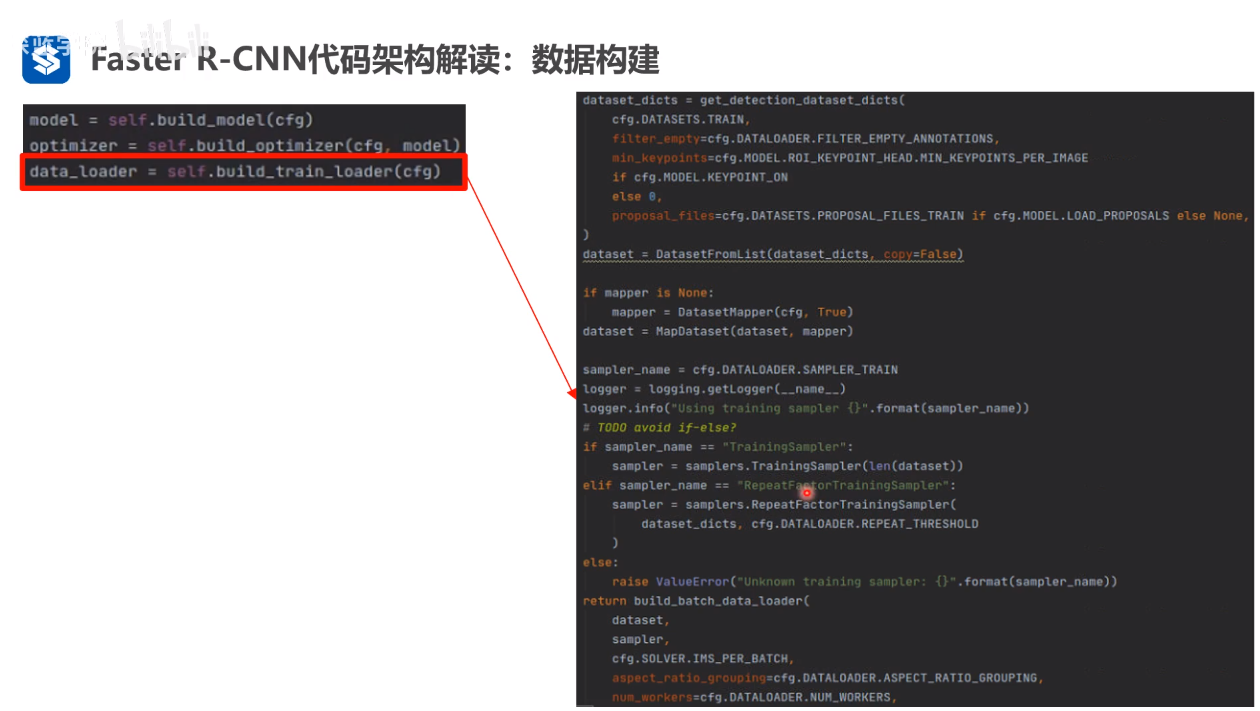 Faster R-CNN代码架构解读：数据构建
model = self.build_model(cfg)
optimizer = self.build_optimizer(cfg, model)
data_loader = self.build_train_loader(cfg)
dataset_dicts = get_detection_dataset_dicts(
cfg.DATASETS.TRAIN,
filter_empty=cfg.DATALOADER.FILTER_EMPTY_ANNOTATIONS,
min_keypoints=cfg.MODEL.ROI_KEYPOINT_HEAD.MIN_KEYPOINTS_PER_IMAGE
if cfg.MODEL.KEYPOINT_ON
else 0,
proposal_files=cfg.DATASETS.PROPOSAL_FILES_TRAIN if cfg.MODEL.LOAD_PROPOSALS else None,
)
dataset = DatasetFromList(dataset_dicts, copy=False)
if mapper is None:
mapper = DatasetMapper(cfg, True)
dataset = MapDataset(dataset, mapper)
sampler_name = cfg.DATALOADER.SAMPLER_TRAIN
logger = logging.getLogger(__name__)
logger.info("Using training sampler {}".format(sampler_name))
# TODO avoid if-else?
if sampler_name == "TrainingSampler":
sampler = samplers.TrainingSampler(len(dataset))
elif sampler_name == "RepeatFactorTrainingSampler":
sampler = samplers.RepeatFactorTrainingSampler(
dataset_dicts, cfg.DATALOADER.REPEAT_THRESHOLD
)
else:
raise ValueError("Unknown training sampler: {}".format(sampler_name))
return build_batch_data_loader(
dataset,
sampler,
cfg.SOLVER.IMS_PER_BATCH,
aspect_ratio_grouping=cfg.DATALOADER.ASPECT_RATIO_GROUPING,
num_workers=cfg.DATALOADER.NUM_WORKERS,